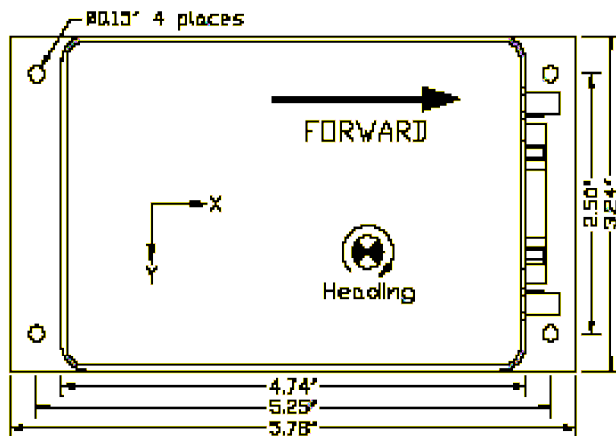 Ø0.15" 4 places
FORWARD
X
Y
Heading
2.50"
3.24"
4.74"
5.25"
5.78"